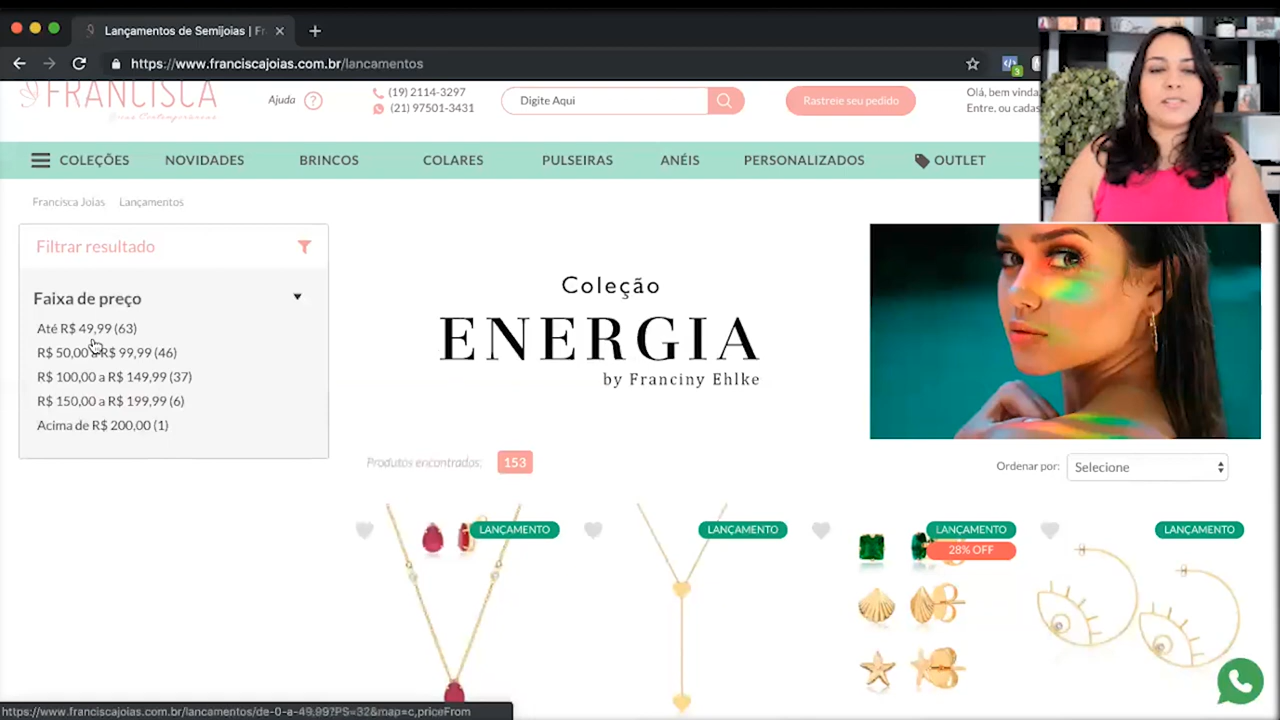 Lançamentos de Semijoias | Fr
https://www.franciscajoias.com.br/lancamentos
3
FRANCISCA
Ajuda ?
(19) 2114-3297
(21) 97501-3431
Digite Aqui
Rastreie seu pedido
Olá, bem vinda
Entre, ou cadas
COLEÇÕES NOVIDADES BRINCOS COLARES PULSEIRAS ANÉIS PERSONALIZADOS OUTLET
Francisca Joias Lançamentos
Filtrar resultado
Faixa de preço
Até R$ 49,99 (63)
R$ 50,00 a R$ 99,99 (46)
R$ 100,00 a R$ 149,99 (37)
R$ 150,00 a R$ 199,99 (6)
Acima de R$ 200,00 (1)
Coleção
ENERGIA
by Franciny Ehlke
Produtos encontrados: 153
Ordenar por: Selecione
LANÇAMENTO LANÇAMENTO LANÇAMENTO LANÇAMENTO
28% OFF
https://www.franciscajoias.com.br/lancamentos/de-0-a-49.99?PS=32&map=c,priceFrom